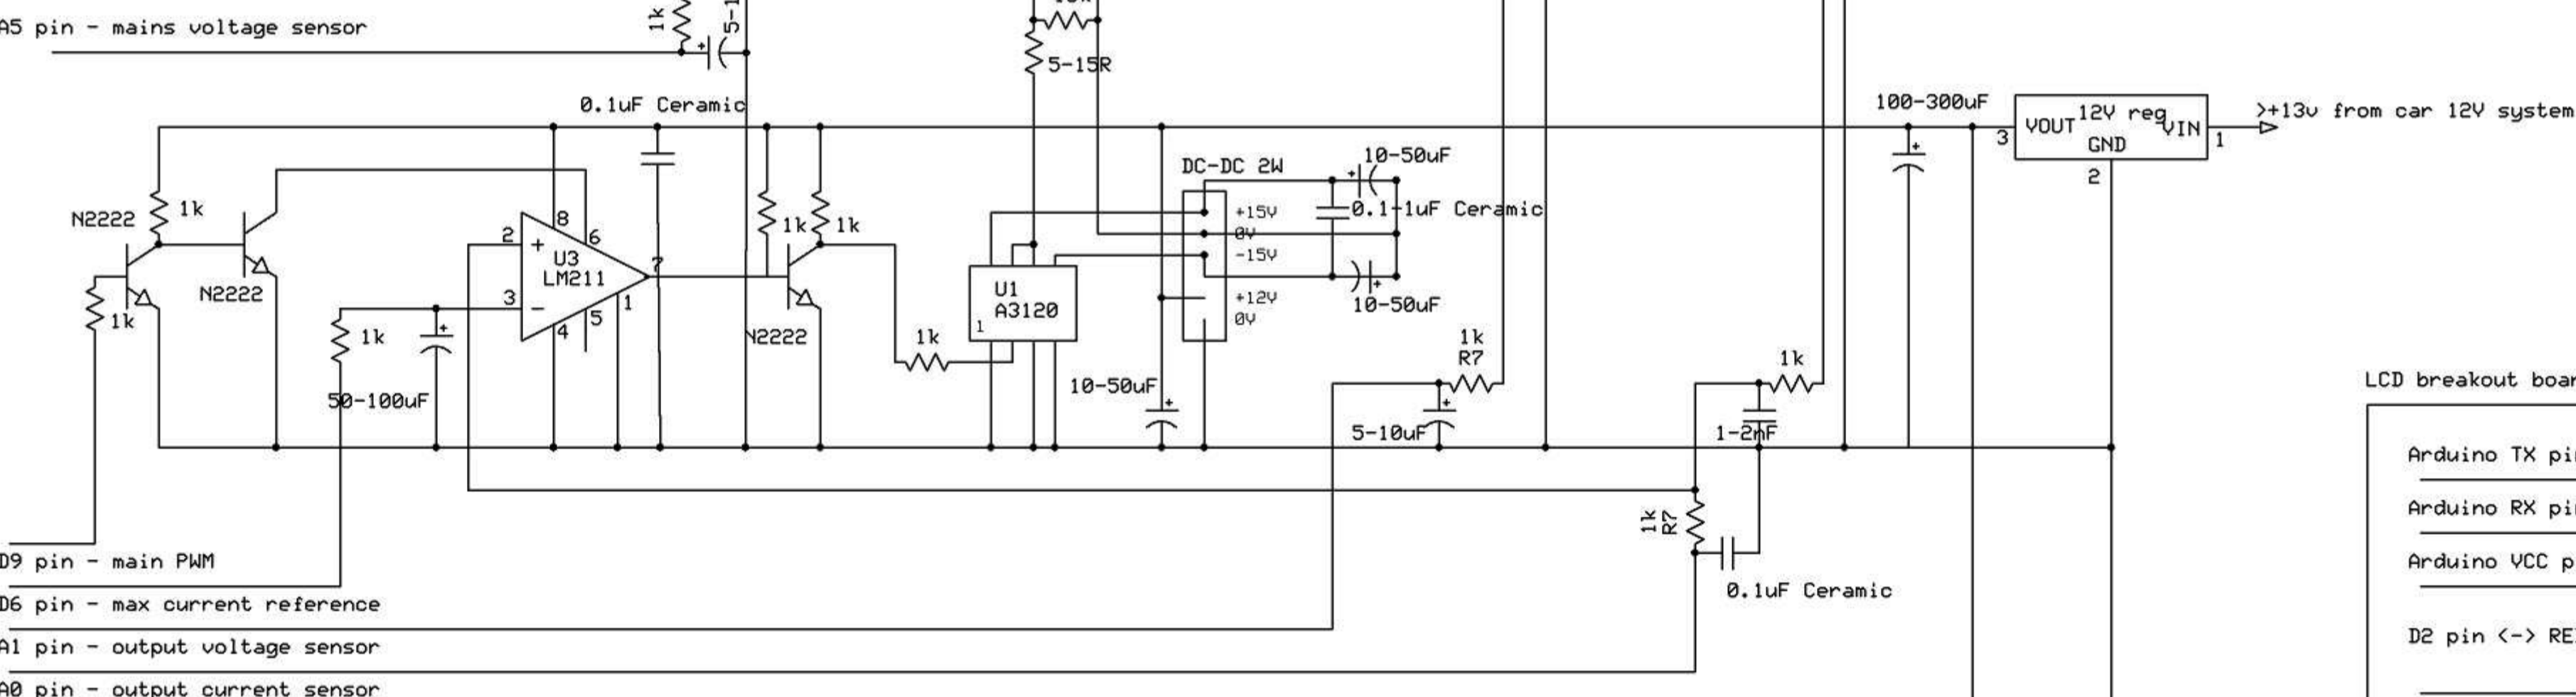 A5 pin - mains voltage sensor
1k
5-1
5-15R
0.1uF Ceramic
100-300uF
VOUT 12V reg VIN
GND
3
1
2
>+13v from car 12V system
N2222
1k
N2222
1k
1k
50-100uF
2
+
3
-
8
6
U3
LM211
7
4
5
1
1k
1k
N2222
1k
U1
A3120
1
DC-DC 2W
+15V
0V
-15V
+12V
0V
10-50uF
+
0.1-1uF Ceramic
10-50uF
+
10-50uF
+
1k
R7
5-10uF
+
1k
1-2nF
1k
R7
0.1uF Ceramic
D9 pin - main PWM
D6 pin - max current reference
A1 pin - output voltage sensor
A0 pin - output current sensor
LCD breakout boar
Arduino TX pi
Arduino RX pi
Arduino VCC p
D2 pin <-> RE